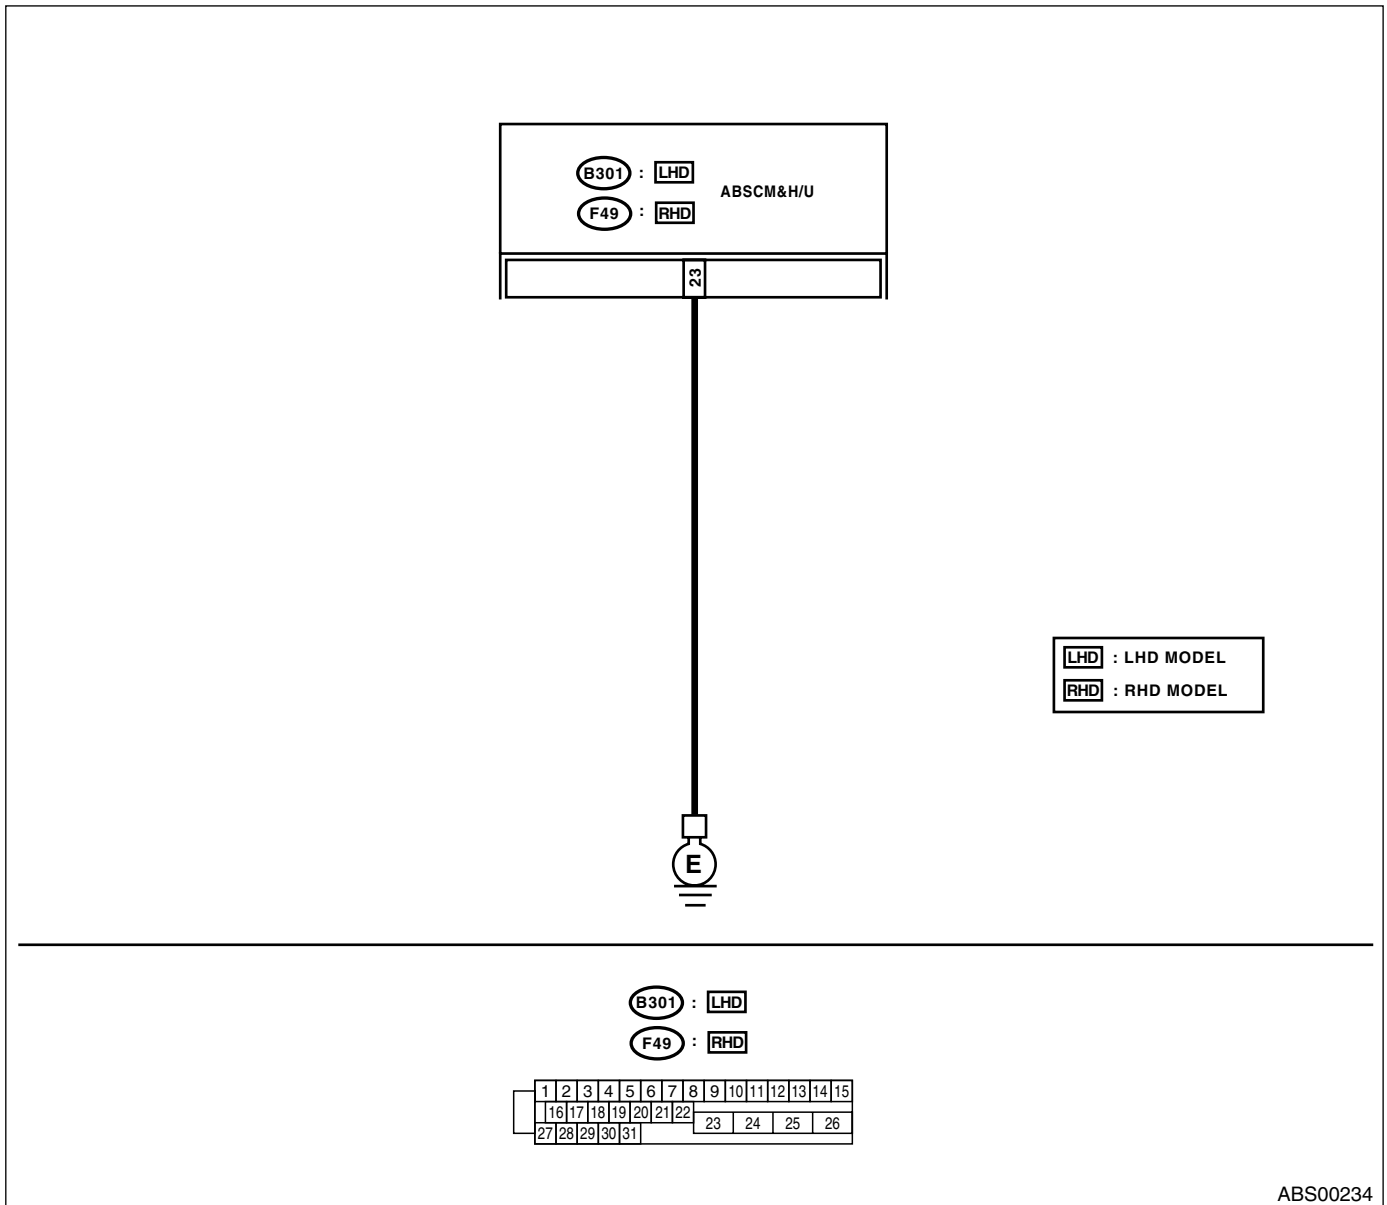 B301 : LHD
ABSCM&H/U
F49 : RHD
23
LHD : LHD MODEL
RHD : RHD MODEL
E
B301 : LHD
F49 : RHD
1 2 3 4 5 6 7 8 9 10 11 12 13 14 15
16 17 18 19 20 21 22
23 24 25 26
27 28 29 30 31
ABS00234